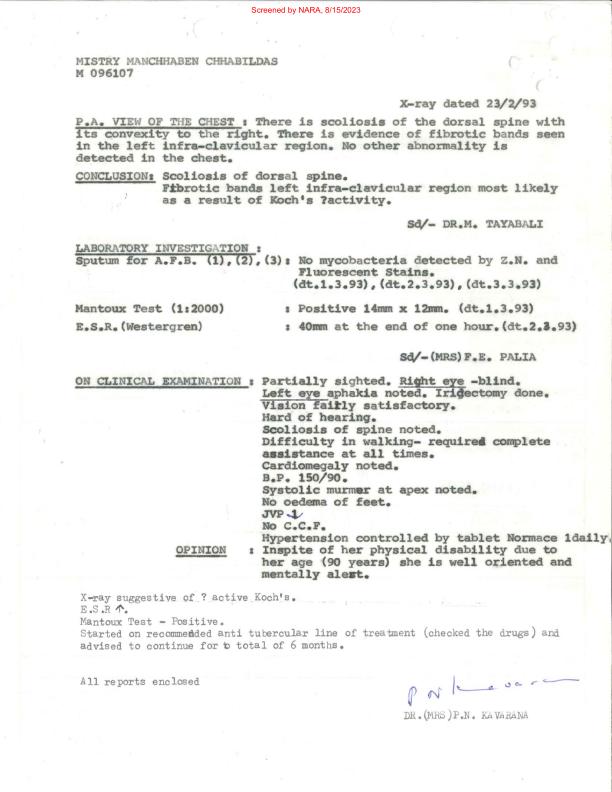 Screened by NARA, 8/15/2023
MISTRY MANCHHABEN CHHABILDAS
M 096107
X-ray dated 23/2/93
P.A. VIEW OF THE CHEST : There is scoliosis of the dorsal spine with
its convexity to the right. There is evidence of fibrotic bands seen
in the left infra-clavicular region. No other abnormality is
detected in the chest.
CONCLUSION: Scoliosis of dorsal spine.
Fibrotic bands left infra-clavicular region most likely
as a result of Koch's ?activity.
Sd/- DR.M. TAYABALI
LABORATORY INVESTIGATION :
Sputum for A.F.B. (1),(2),(3): No mycobacteria detected by Z.N. and
Fluorescent Stains.
(dt.1.3.93),(dt.2.3.93),(dt.3.3.93)
Mantoux Test (1:2000) : Positive 14mm x 12mm. (dt.1.3.93)
E.S.R.(Westergren) : 40mm at the end of one hour.(dt.2.3.93)
Sd/-(MRS)F.E. PALIA
ON CLINICAL EXAMINATION : Partially sighted. Right eye -blind.
Left eye aphakia noted. Iridectomy done.
Vision fairly satisfactory.
Hard of hearing.
Scoliosis of spine noted.
Difficulty in walking- required complete
assistance at all times.
Cardiomegaly noted.
B.P. 150/90.
Systolic murmer at apex noted.
No oedema of feet.
JVP ↓
No C.C.F.
Hypertension controlled by tablet Normace 1daily.
OPINION : Inspite of her physical disability due to
her age (90 years) she is well oriented and
mentally alert.
X-ray suggestive of ? active Koch's.
E.S.R ↑.
Mantoux Test - Positive.
Started on recommended anti tubercular line of treatment (checked the drugs) and
advised to continue for total of 6 months.
All reports enclosed
P N Kavarana
DR.(MRS)P.N. KAVARANA